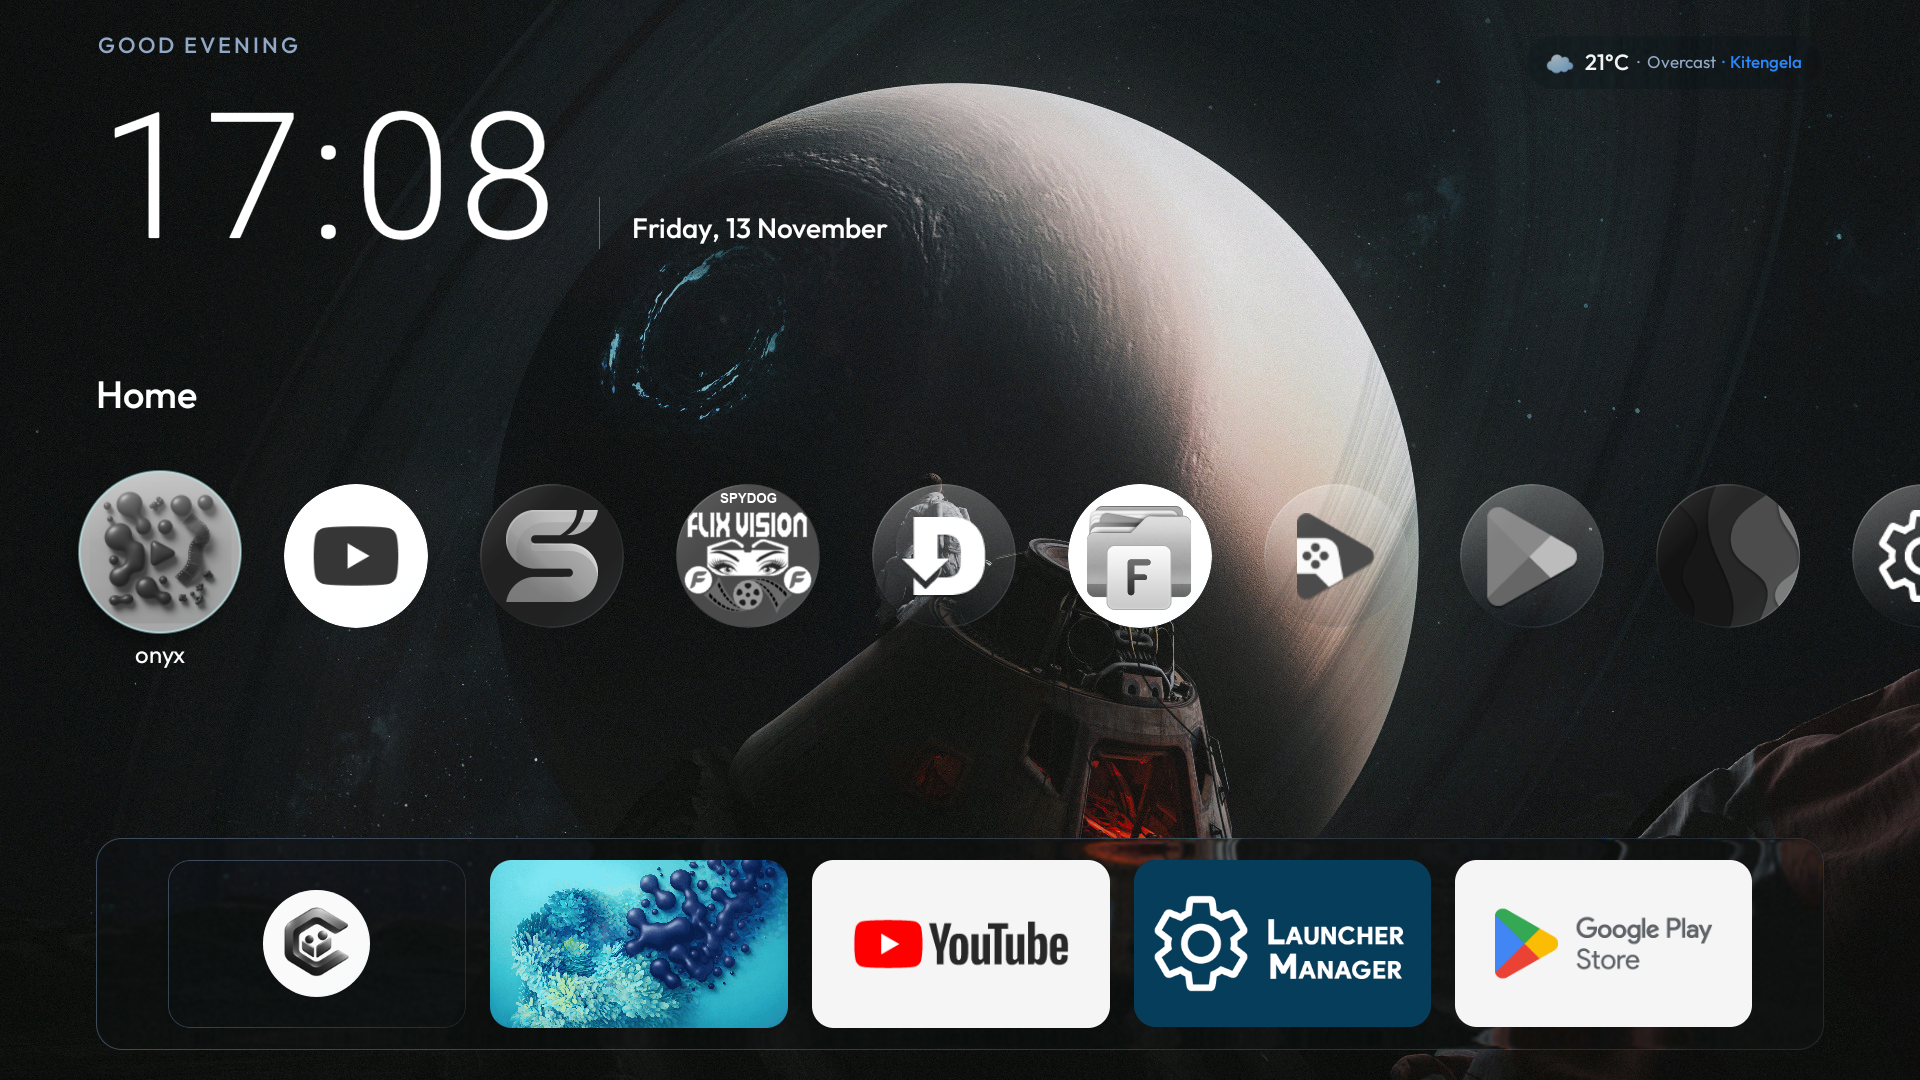 GOOD EVENING
21°C · Overcast · Kitengela
17:08
Friday, 13 November
Home
SPYDOG
FLIX VISION
F F
D
F
onyx
YouTube
LAUNCHER
MANAGER
Google Play
Store